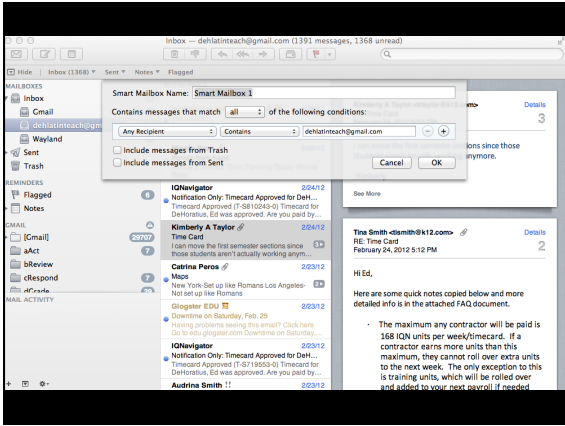 Inbox — dehlatinteach@gmail.com (1391 messages, 1368 unread)
Hide Inbox (1368) Sent Notes Flagged
MAILBOXES
Inbox
Gmail
dehlatinteach@gm
Wayland
Sent
Trash
REMINDERS
Flagged 6
Notes
GMAIL
[Gmail] 29707
aAct 7
bReview
cRespond 7
dGrade
MAIL ACTIVITY
Smart Mailbox Name: Smart Mailbox 1
Contains messages that match all of the following conditions:
Any Recipient Contains dehlatinteach@gmail.com
Include messages from Trash
Include messages from Sent
Cancel OK
IQNavigator 2/24/12
Notification Only: Timecard Approved for DeH...
Timecard Approved (T-S810243-0) Timecard for
DeHoratius, Ed was approved. Are you paid by...
Kimberly A Taylor 2/24/12
Time Card
I can move the first semester sections since
those students aren't actually working anym...
3
Catrina Peros 2/23/12
Maps
New York-Set up like Romans Los Angeles-
Not set up like Romans
Glogster EDU 2/23/12
Downtime on Saturday, Feb. 25
Having problems seeing this email? Click here
Go to edu.glogster.com Downtime on Saturday,...
IQNavigator 2/23/12
Notification Only: Timecard Approved for DeH...
Timecard Approved (T-S719553-0) Timecard for
DeHoratius, Ed was approved. Are you paid by...
Audrina Smith !! 2/23/12
Details
3
sections since those
anymore.
See More
Tina Smith <tismith@k12.com> Details
RE: Time Card
February 24, 2012 5:12 PM
2
Hi Ed,
Here are some quick notes copied below and more
detailed info is in the attached FAQ document.
· The maximum any contractor will be paid is
168 IQN units per week/timecard. If a
contractor earns more units than this
maximum, they cannot roll over extra units
to the next week. The only exception to this
is training units, which will be rolled over
and added to your next payroll if needed